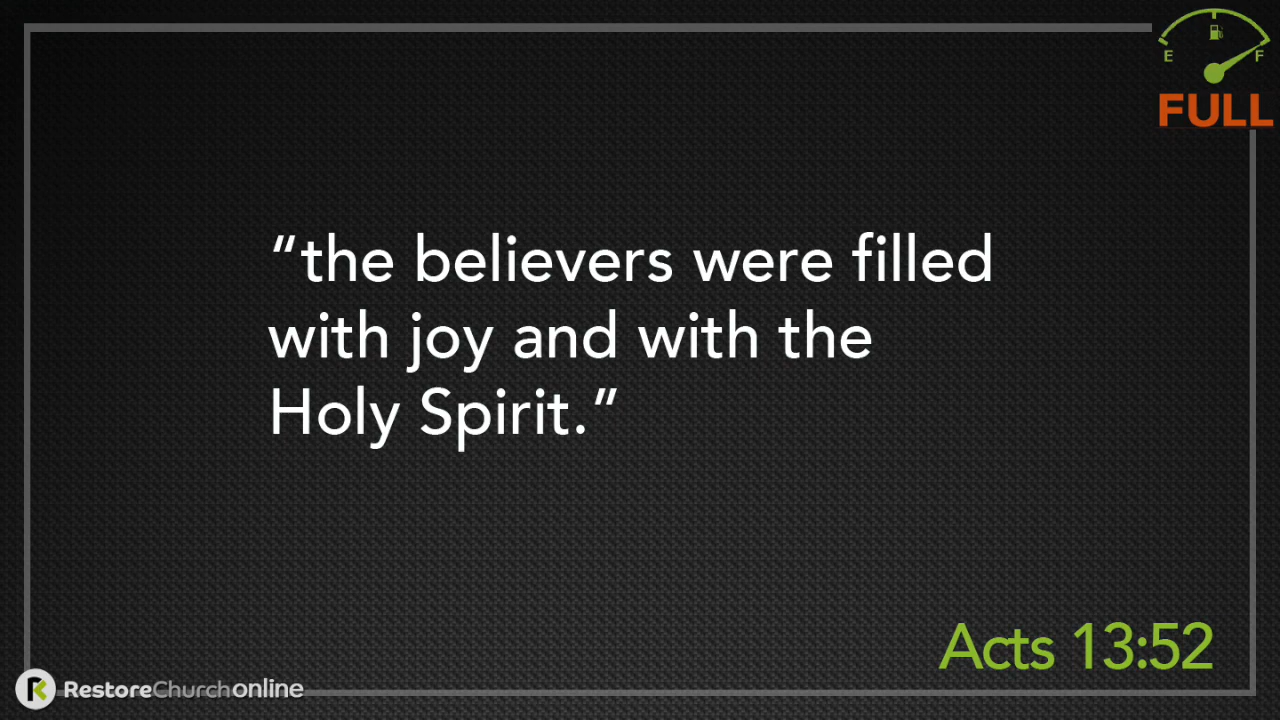 E F
FULL
“the believers were filled
with joy and with the
Holy Spirit.”
Acts 13:52
RestoreChurchonline